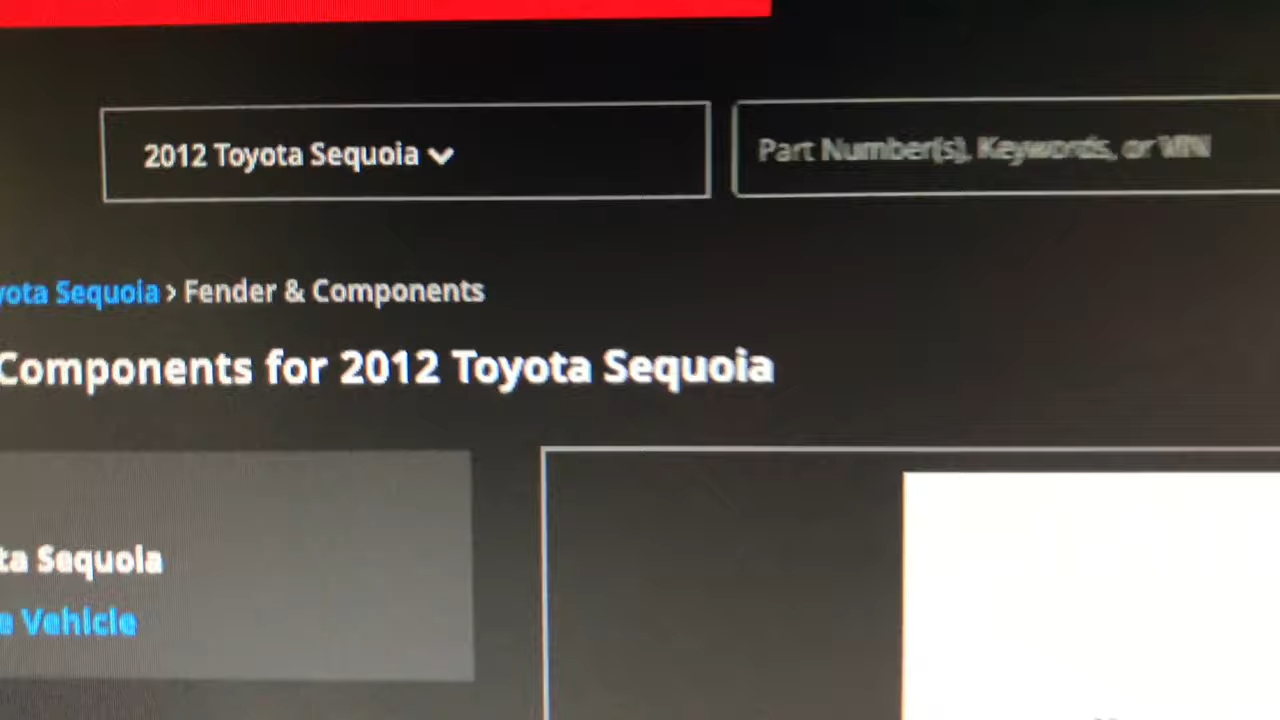 2012 Toyota Sequoia
Part Number(s), Keywords, or VIN
yota Sequoia › Fender & Components
Components for 2012 Toyota Sequoia
ta Sequoia
e Vehicle